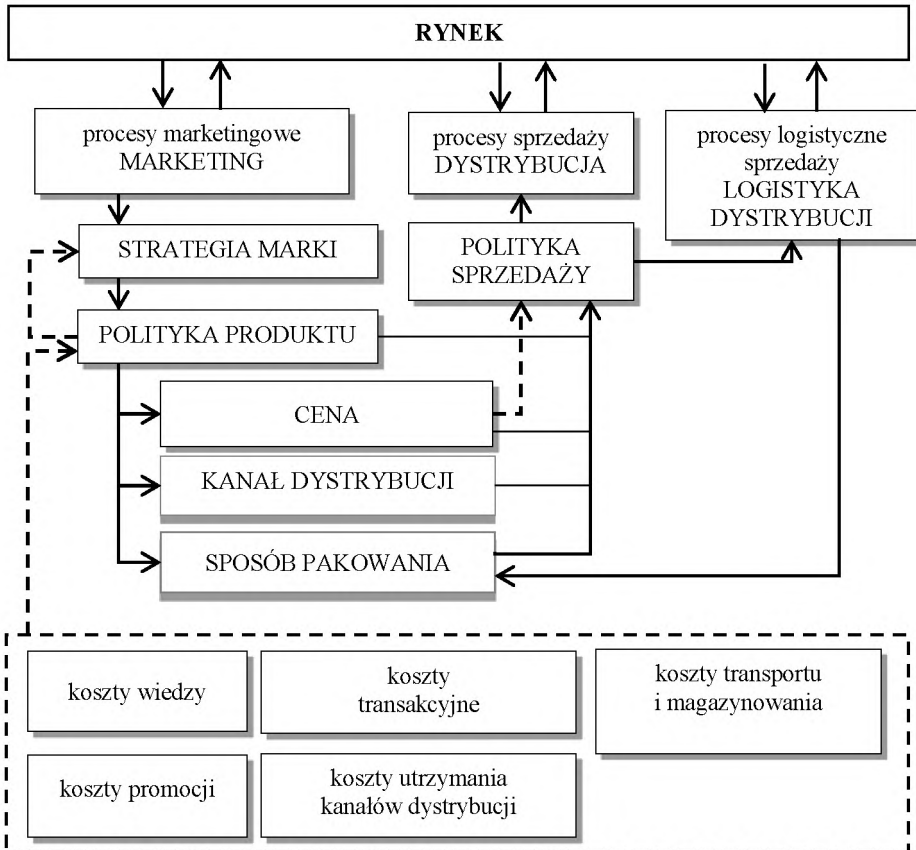 RYNEK
procesy marketingowe
MARKETING
procesy sprzedaży
DYSTRYBUCJA
procesy logistyczne
sprzedaży
LOGISTYKA
DYSTRYBUCJI
STRATEGIA MARKI
POLITYKA
SPRZEDAŻY
POLITYKA PRODUKTU
CENA
KANAŁ DYSTRYBUCJI
SPOSÓB PAKOWANIA
koszty wiedzy
koszty
transakcyjne
koszty transportu
i magazynowania
koszty promocji
koszty utrzymania
kanałów dystrybucji